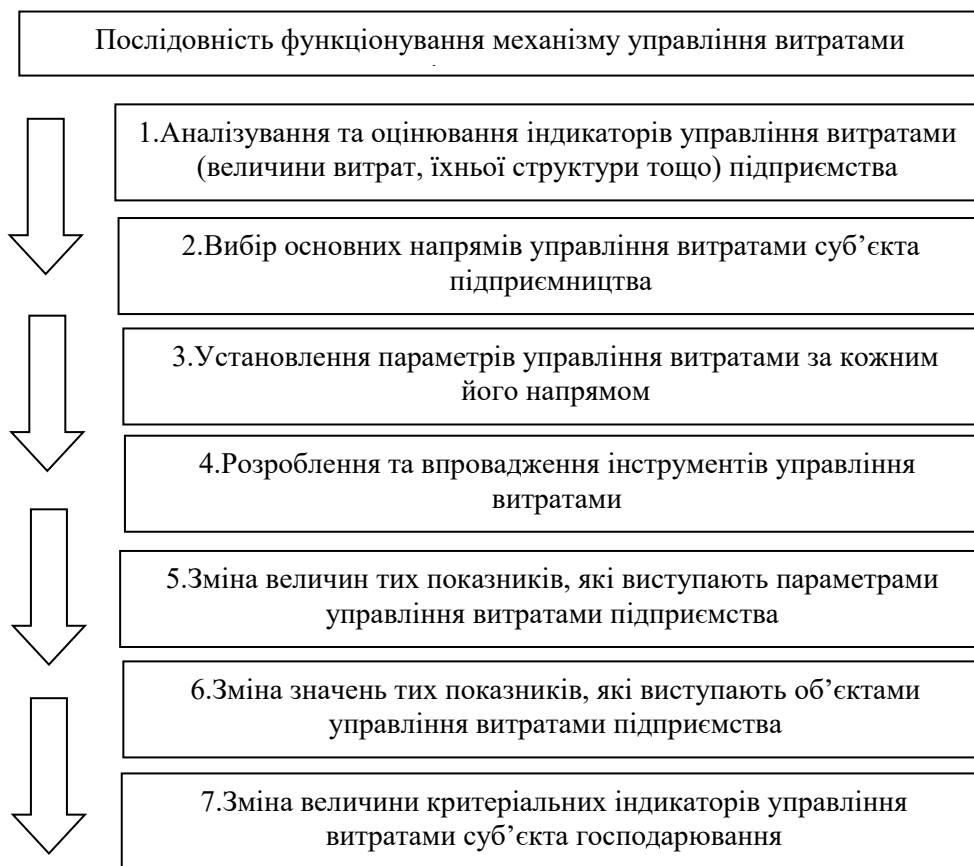 Послідовність функціонування механізму управління витратами
1.Аналізування та оцінювання індикаторів управління витратами
(величини витрат, їхньої структури тощо) підприємства
2.Вибір основних напрямів управління витратами суб’єкта
підприємництва
3.Установлення параметрів управління витратами за кожним
його напрямом
4.Розроблення та впровадження інструментів управління
витратами
5.Зміна величин тих показників, які виступають параметрами
управління витратами підприємства
6.Зміна значень тих показників, які виступають об’єктами
управління витратами підприємства
7.Зміна величини критеріальних індикаторів управління
витратами суб’єкта господарювання